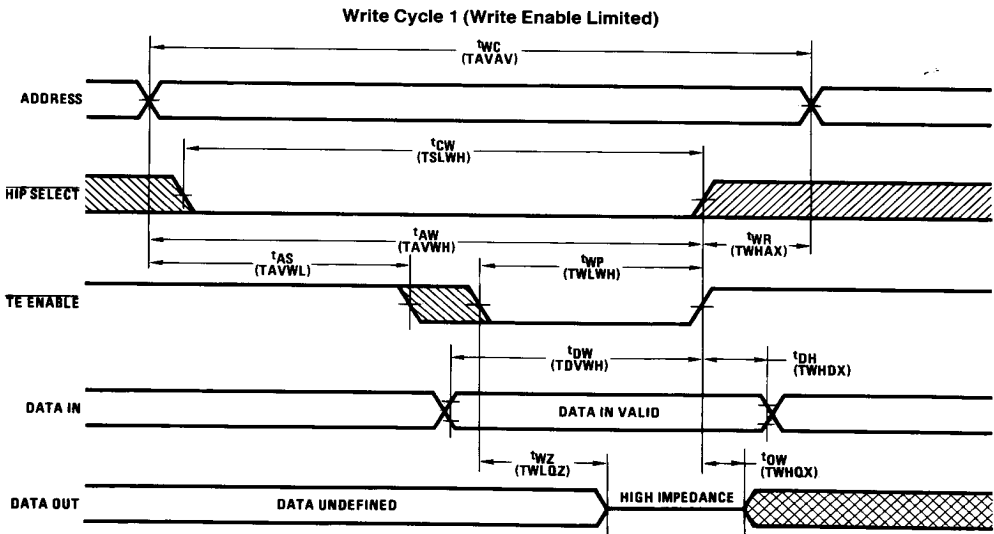 Write Cycle 1 (Write Enable Limited)
tWC
(TAVAV)
ADDRESS
tCW
(TSLWH)
HIP SELECT
tAW
(TAVWH)
tWR
(TWHAX)
tAS
(TAVWL)
tWP
(TWLWH)
TE ENABLE
tDW
(TDVWH)
tDH
(TWHDX)
DATA IN
DATA IN VALID
tWZ
(TWLQZ)
tOW
(TWHQX)
DATA OUT
DATA UNDEFINED
HIGH IMPEDANCE